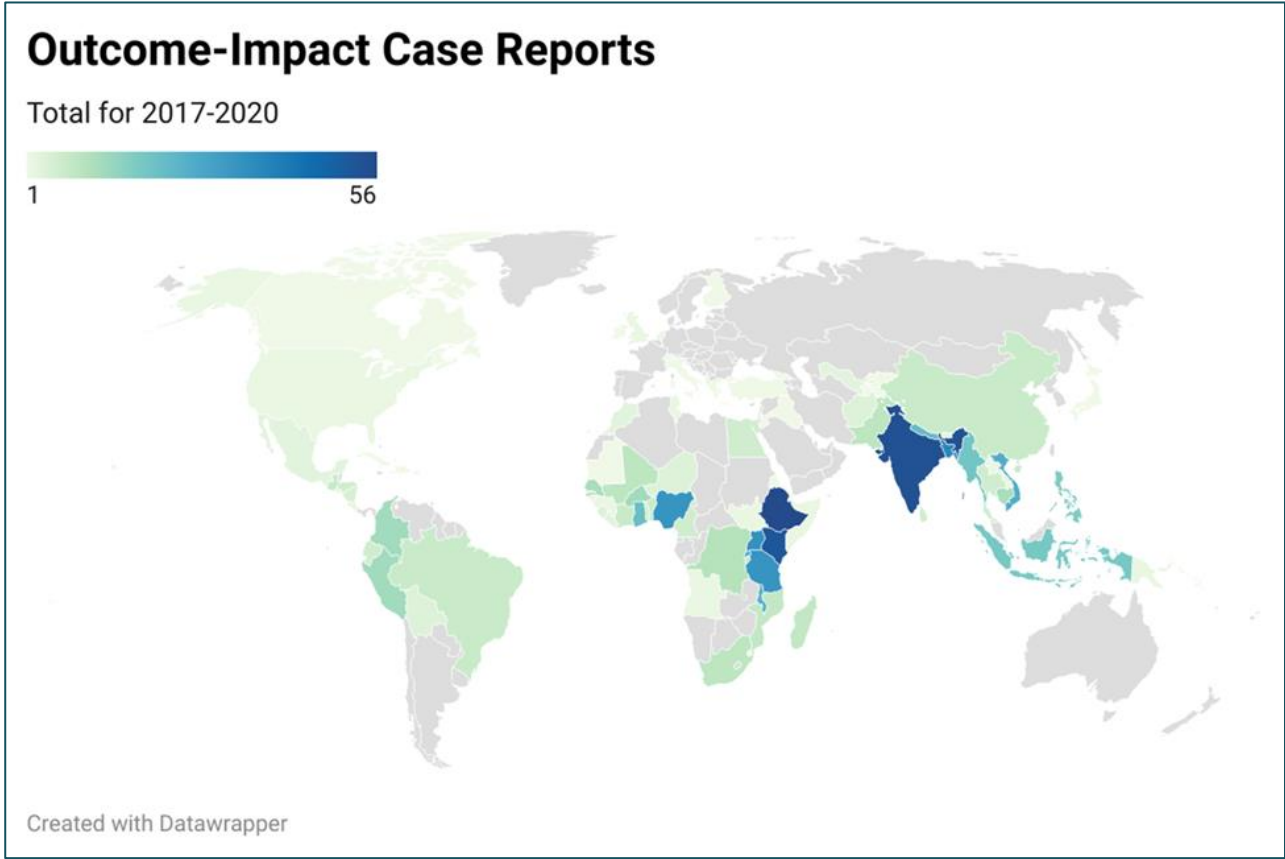 Outcome-Impact Case Reports
Total for 2017-2020
1 56
Created with Datawrapper